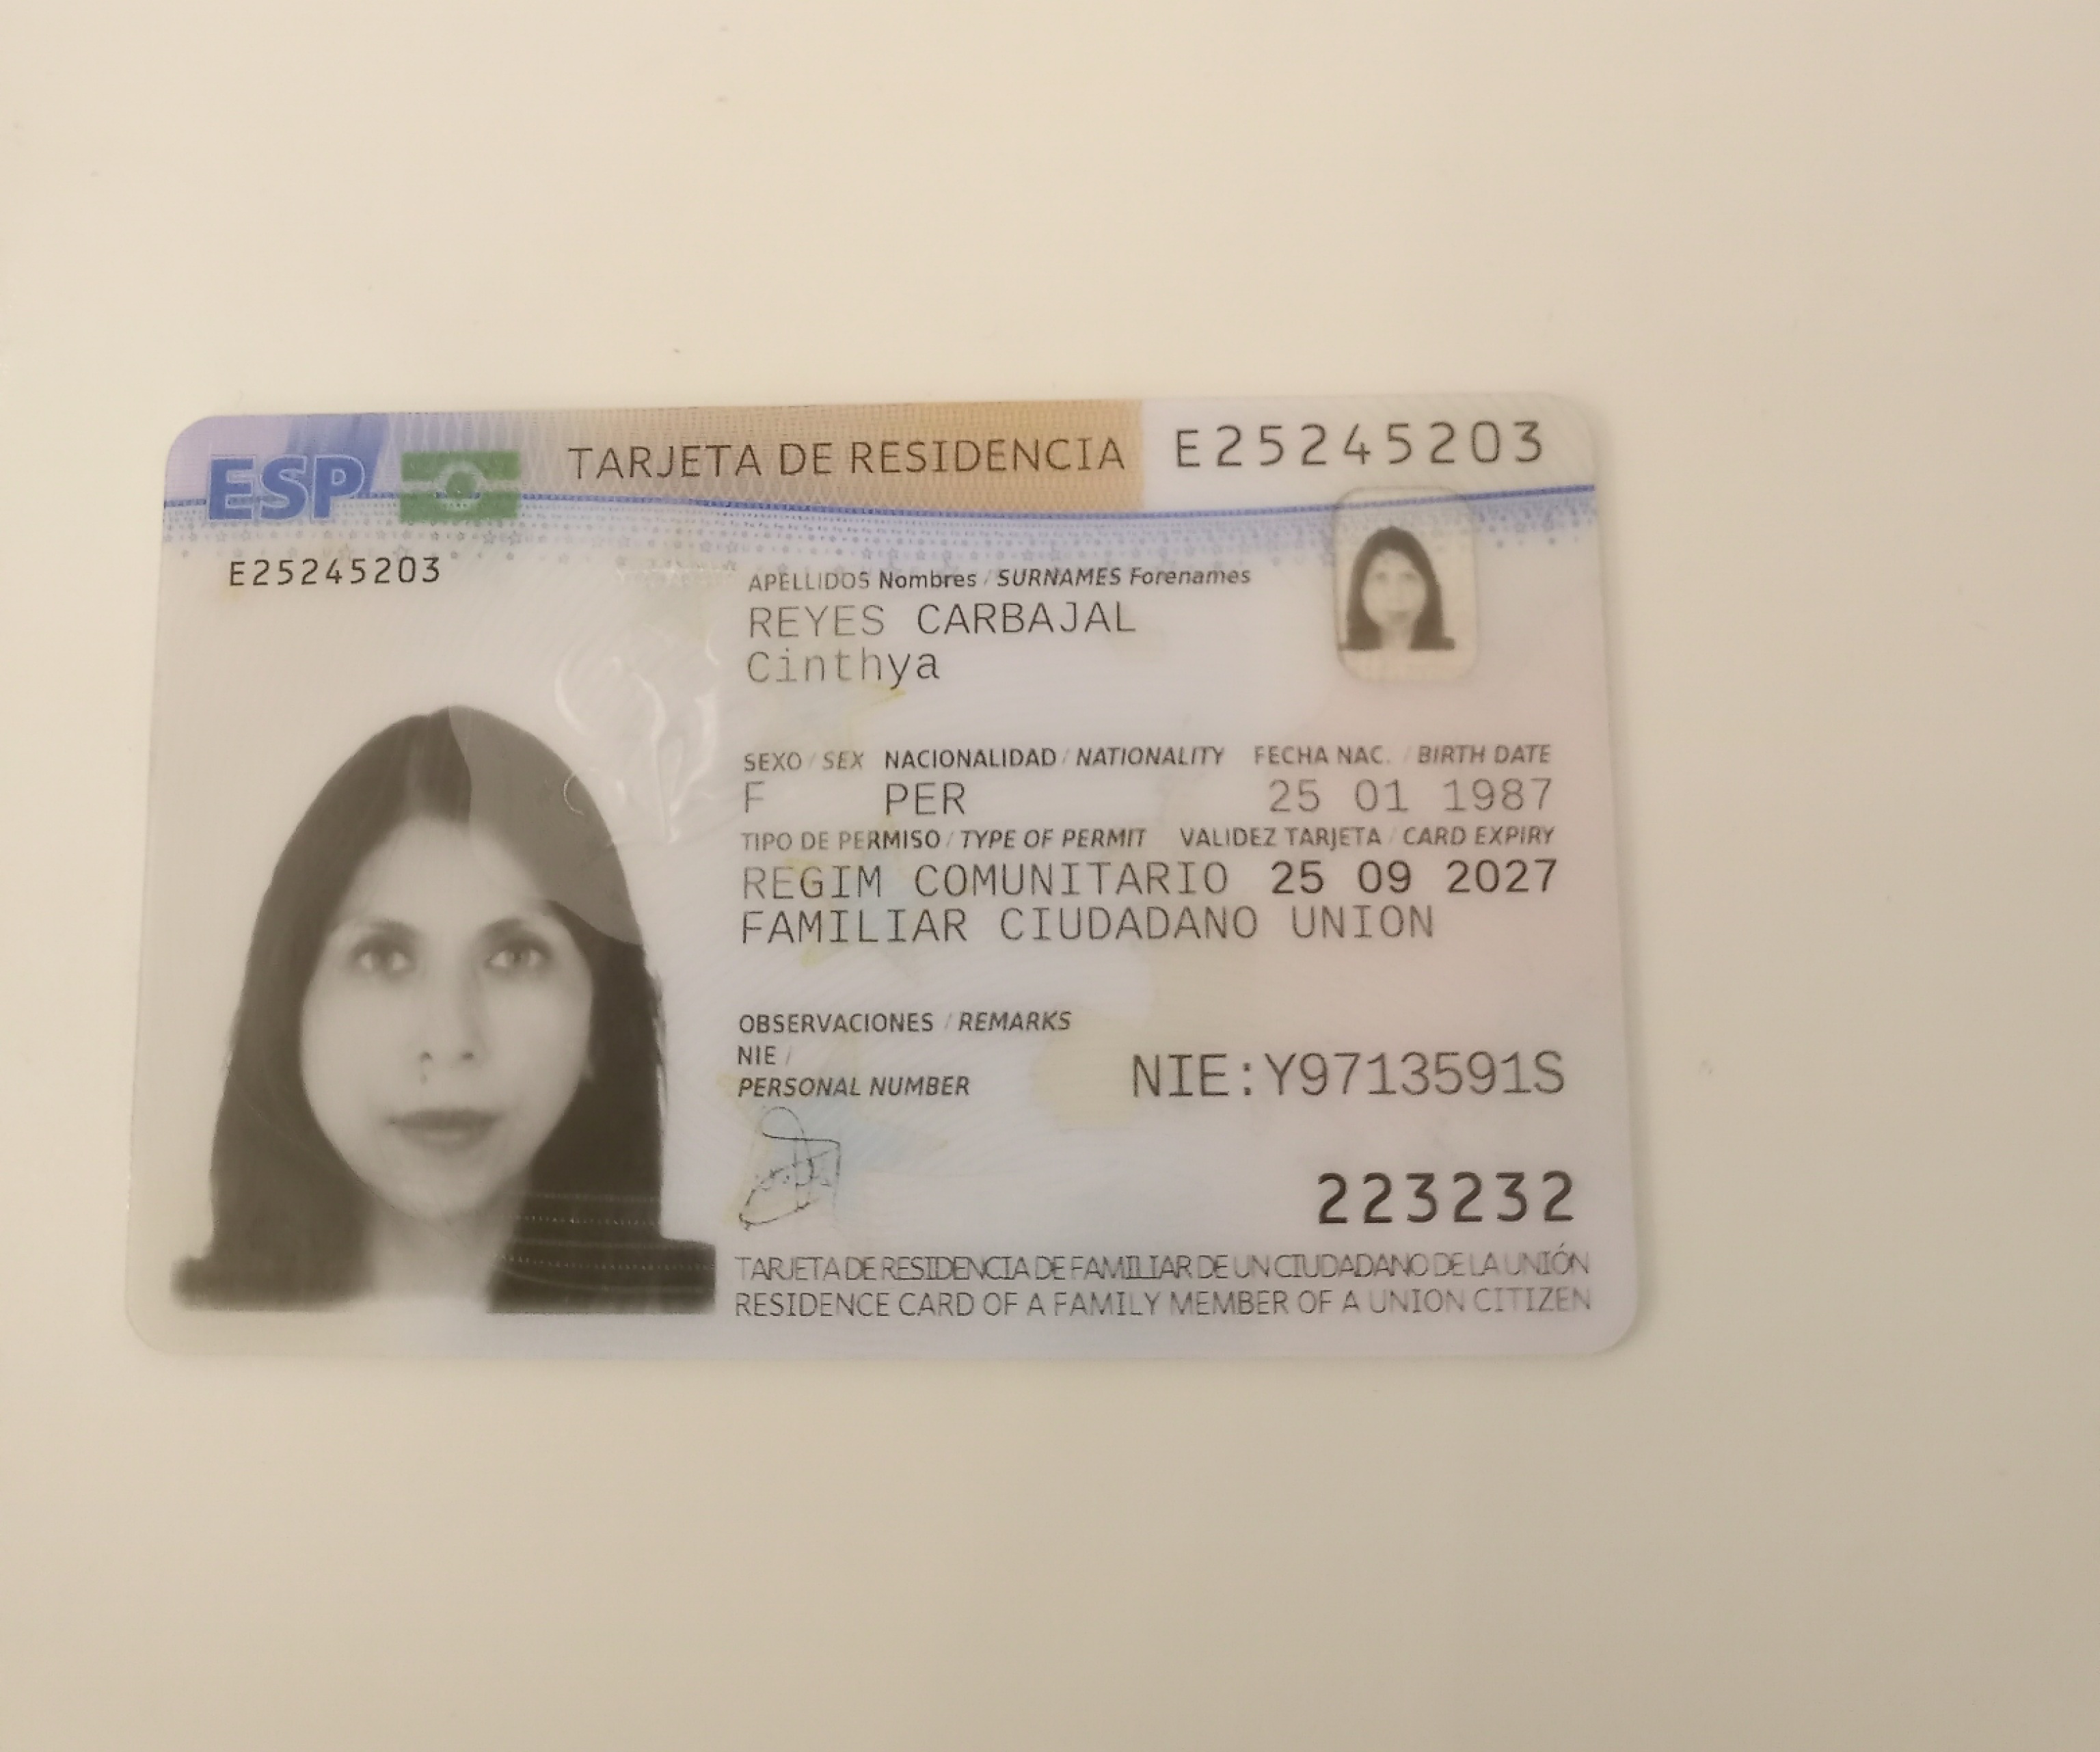 ESP TARJETA DE RESIDENCIA E25245203
E25245203
APELLIDOS Nombres / SURNAMES Forenames
REYES CARBAJAL
Cinthya
SEXO / SEX NACIONALIDAD / NATIONALITY FECHA NAC. / BIRTH DATE
F PER 25 01 1987
TIPO DE PERMISO / TYPE OF PERMIT VALIDEZ TARJETA / CARD EXPIRY
REGIM COMUNITARIO 25 09 2027
FAMILIAR CIUDADANO UNION
OBSERVACIONES / REMARKS
NIE /
PERSONAL NUMBER NIE:Y9713591S
223232
TARJETA DE RESIDENCIA DE FAMILIAR DE UN CIUDADANO DE LA UNIÓN
RESIDENCE CARD OF A FAMILY MEMBER OF A UNION CITIZEN